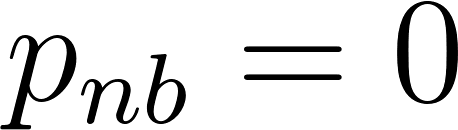 p_{nb} = 0